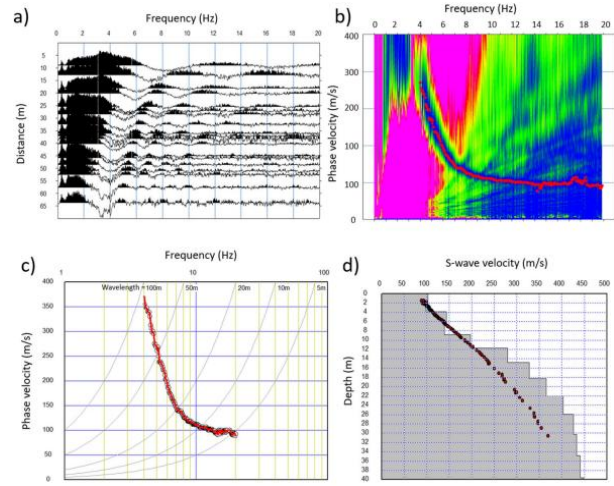 a)
Frequency (Hz)
0 2 4 6 8 10 12 14 16 18 20
Distance (m)
5
10
15
20
25
30
35
40
45
50
55
60
65
b)
Frequency (Hz)
0 2 4 6 8 10 12 14 16 18 20
Phase velocity (m/s)
400
300
200
100
0
c)
Frequency (Hz)
1 10 100
Wavelength =100m 50m 20m 10m 5m
Phase velocity (m/s)
400
350
300
250
200
150
100
50
0
d)
S-wave velocity (m/s)
0 50 100 150 200 250 300 350 400 450 500
Depth (m)
0
2
4
6
8
10
12
14
16
18
20
22
24
26
28
30
32
34
36
38
40